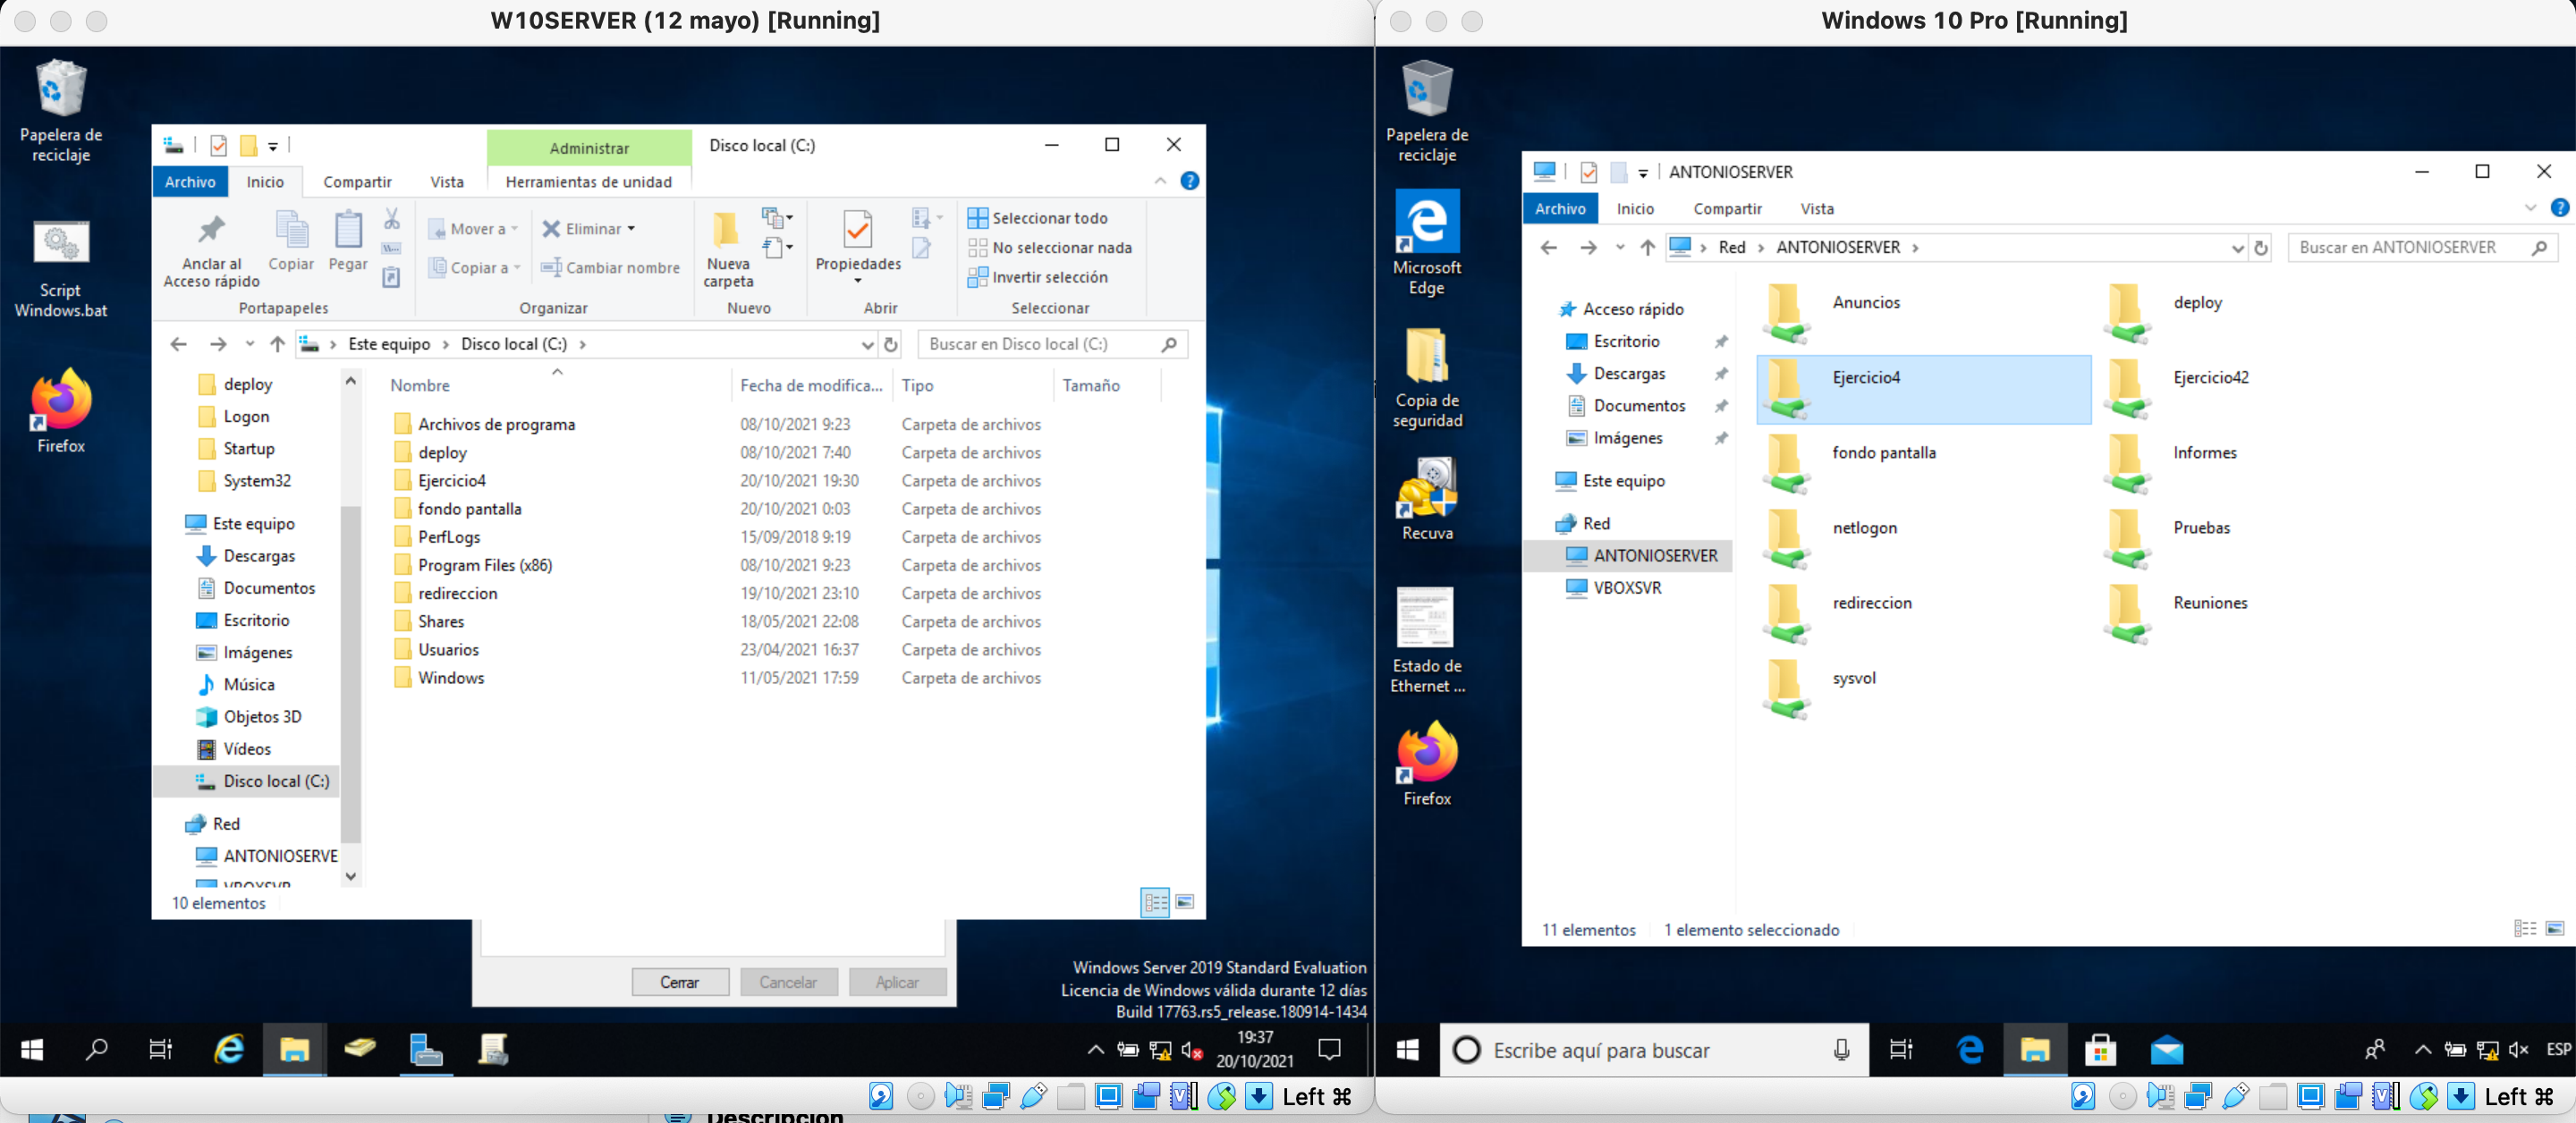 W10SERVER (12 mayo) [Running]
Papelera de
reciclaje
Script
Windows.bat
Firefox
Administrar
Disco local (C:)
Archivo
Inicio
Compartir
Vista
Herramientas de unidad
Anclar al
Acceso rápido
Copiar
Pegar
Portapapeles
Mover a
Copiar a
Eliminar
Cambiar nombre
Organizar
Nueva
carpeta
Nuevo
Propiedades
Abrir
Seleccionar todo
No seleccionar nada
Invertir selección
Seleccionar
Este equipo
Disco local (C:)
Buscar en Disco local (C:)
deploy
Logon
Startup
System32
Este equipo
Descargas
Documentos
Escritorio
Imágenes
Música
Objetos 3D
Vídeos
Disco local (C:)
Red
ANTONIOSERVE
VBOXSVR
Nombre Fecha de modifica... Tipo Tamaño
Archivos de programa 08/10/2021 9:23 Carpeta de archivos
deploy 08/10/2021 7:40 Carpeta de archivos
Ejercicio4 20/10/2021 19:30 Carpeta de archivos
fondo pantalla 20/10/2021 0:03 Carpeta de archivos
PerfLogs 15/09/2018 9:19 Carpeta de archivos
Program Files (x86) 08/10/2021 9:23 Carpeta de archivos
redireccion 19/10/2021 23:10 Carpeta de archivos
Shares 18/05/2021 22:08 Carpeta de archivos
Usuarios 23/04/2021 16:37 Carpeta de archivos
Windows 11/05/2021 17:59 Carpeta de archivos
10 elementos
Cerrar
Cancelar
Aplicar
Windows Server 2019 Standard Evaluation
Licencia de Windows válida durante 12 días
Build 17763.rs5_release.180914-1434
19:37
20/10/2021
Left ⌘
Descripción
Windows 10 Pro [Running]
Papelera de
reciclaje
Microsoft
Edge
Copia de
seguridad
Recuva
Estado de
Ethernet ...
Firefox
ANTONIOSERVER
Archivo
Inicio
Compartir
Vista
Red
ANTONIOSERVER
Buscar en ANTONIOSERVER
Acceso rápido
Escritorio
Descargas
Documentos
Imágenes
Este equipo
Red
ANTONIOSERVER
VBOXSVR
Anuncios
deploy
Ejercicio4
Ejercicio42
fondo pantalla
Informes
netlogon
Pruebas
redireccion
Reuniones
sysvol
11 elementos
1 elemento seleccionado
Escribe aquí para buscar
ESP
Left ⌘